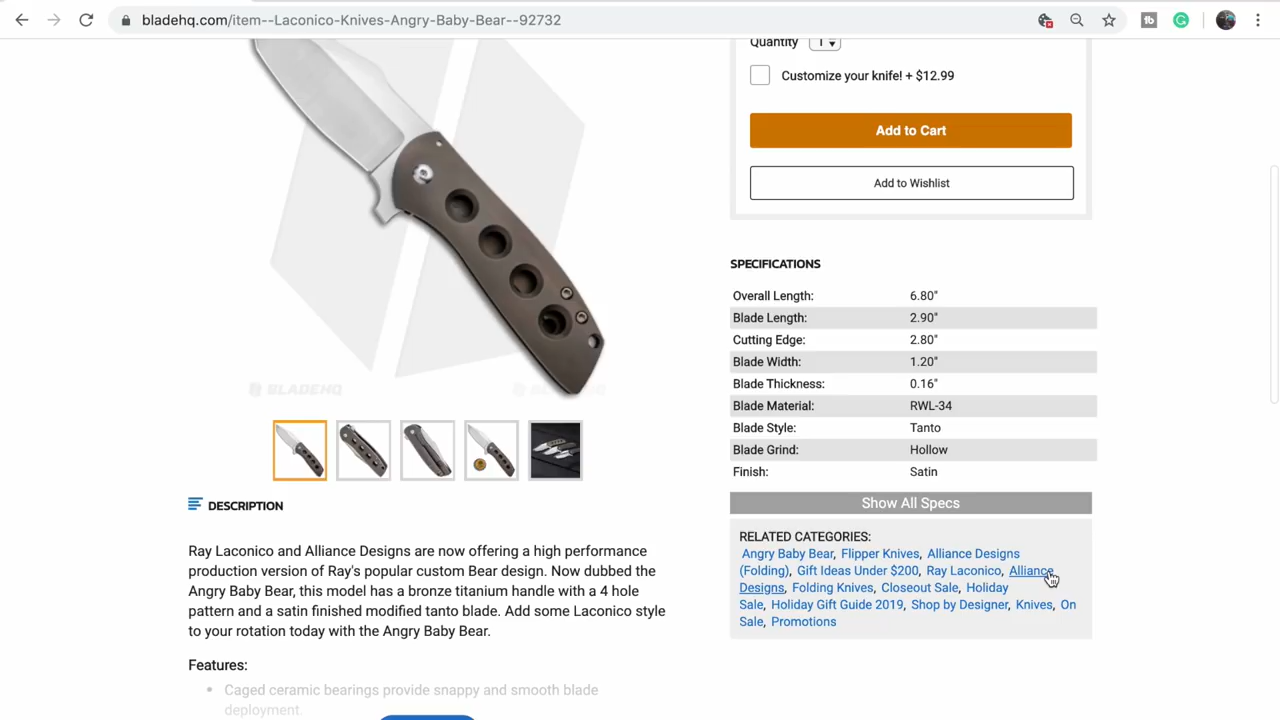 bladehq.com/item--Laconico-Knives-Angry-Baby-Bear--92732
Quantity 1
Customize your knife! + $12.99
Add to Cart
Add to Wishlist
BLADEHQ
BLADEHQ
SPECIFICATIONS
Overall Length: 6.80"
Blade Length: 2.90"
Cutting Edge: 2.80"
Blade Width: 1.20"
Blade Thickness: 0.16"
Blade Material: RWL-34
Blade Style: Tanto
Blade Grind: Hollow
Finish: Satin
Show All Specs
RELATED CATEGORIES:
Angry Baby Bear, Flipper Knives, Alliance Designs
(Folding), Gift Ideas Under $200, Ray Laconico, Alliance
Designs, Folding Knives, Closeout Sale, Holiday
Sale, Holiday Gift Guide 2019, Shop by Designer, Knives, On
Sale, Promotions
DESCRIPTION
Ray Laconico and Alliance Designs are now offering a high performance
production version of Ray's popular custom Bear design. Now dubbed the
Angry Baby Bear, this model has a bronze titanium handle with a 4 hole
pattern and a satin finished modified tanto blade. Add some Laconico style
to your rotation today with the Angry Baby Bear.
Features:
Caged ceramic bearings provide snappy and smooth blade
deployment.